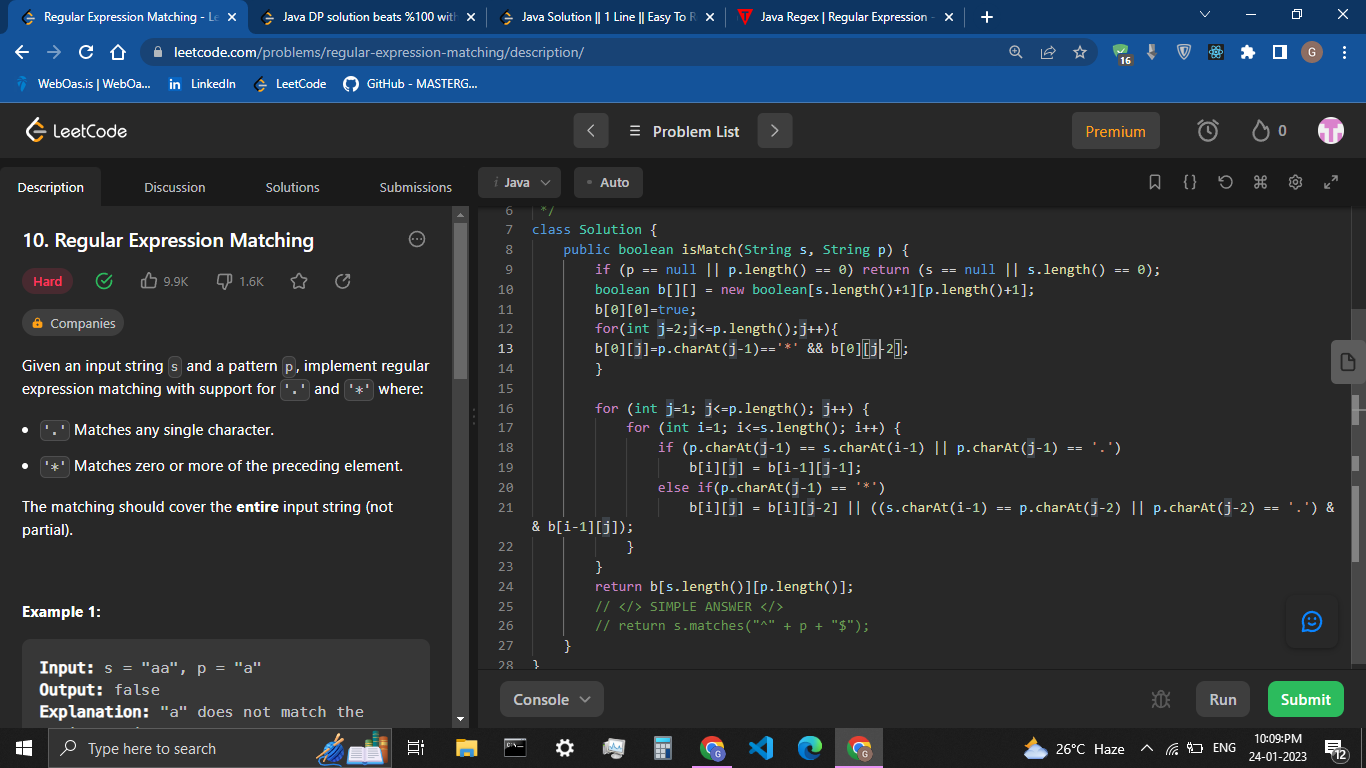 Regular Expression Matching - Le
Java DP solution beats %100 with
Java Solution || 1 Line || Easy To R
Java Regex | Regular Expression -
leetcode.com/problems/regular-expression-matching/description/
16
G
WebOas.is | WebOa...
LinkedIn
LeetCode
GitHub - MASTERG...
LeetCode
Problem List
Premium
0
Description
Discussion
Solutions
Submissions
i Java
Auto
10. Regular Expression Matching
Hard
9.9K
1.6K
Companies
Given an input string s and a pattern p, implement regular
expression matching with support for '.' and '*' where:
• '.' Matches any single character.
• '*' Matches zero or more of the preceding element.
The matching should cover the entire input string (not
partial).
Example 1:
Input: s = "aa", p = "a"
Output: false
Explanation: "a" does not match the
6 */
7 class Solution {
8 public boolean isMatch(String s, String p) {
9 if (p == null || p.length() == 0) return (s == null || s.length() == 0);
10 boolean b[][] = new boolean[s.length()+1][p.length()+1];
11 b[0][0]=true;
12 for(int j=2;j<=p.length();j++){
13 b[0][j]=p.charAt(j-1)=='*' && b[0][j-2];
14 }
15
16 for (int j=1; j<=p.length(); j++) {
17 for (int i=1; i<=s.length(); i++) {
18 if (p.charAt(j-1) == s.charAt(i-1) || p.charAt(j-1) == '.')
19 b[i][j] = b[i-1][j-1];
20 else if(p.charAt(j-1) == '*')
21 b[i][j] = b[i][j-2] || ((s.charAt(i-1) == p.charAt(j-2) || p.charAt(j-2) == '.') &
& b[i-1][j]);
22 }
23 }
24 return b[s.length()][p.length()];
25 // </> SIMPLE ANSWER </>
26 // return s.matches("^" + p + "$");
27 }
28 }
Console
Run
Submit
Type here to search
26°C Haze
ENG
10:09 PM
24-01-2023
12